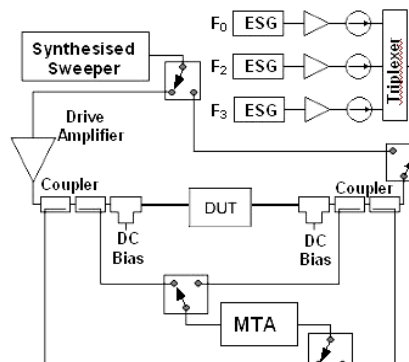 Synthesised
Sweeper
F0 ESG
F2 ESG
F3 ESG
Triplexer
Drive
Amplifier
Coupler
Coupler
DUT
DC
Bias
DC
Bias
MTA